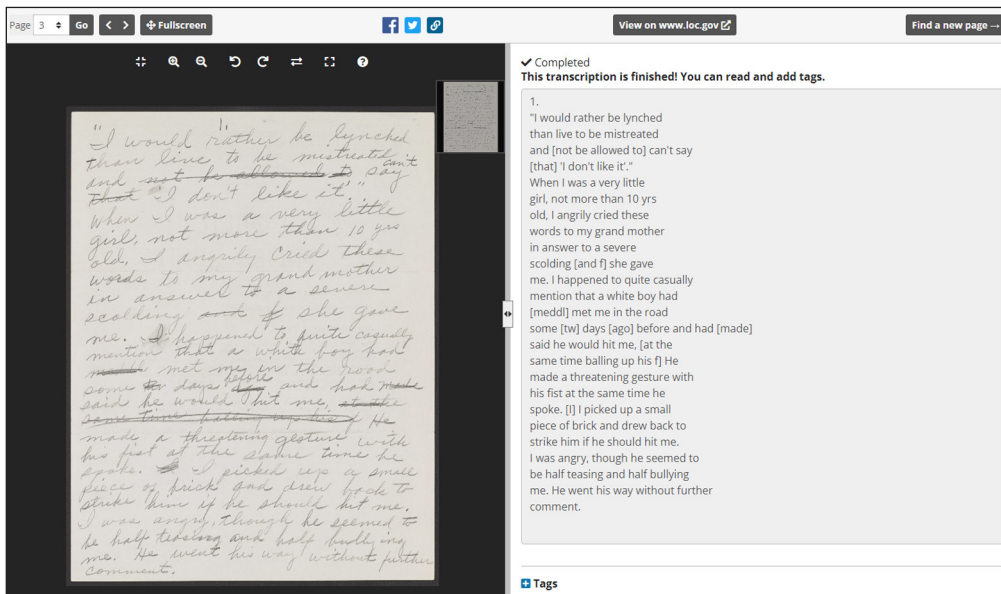 Page 3 Go < > Fullscreen View on www.loc.gov Find a new page →
"I would rather be lynched
than live to be mistreated
and not be allowed to can't say
that "I don't like it'."
When I was a very little
girl, not more than 10 yrs
old, I angrily cried these
words to my grand mother
in answer to a severe
scolding and f she gave
me. I happened to quite casually
mention that a white boy had
met me in the road
some tw days ago before and had made
said he would hit me, at the
same time balling up his f He
made a threatening gesture with
his fist at the same time he
spoke. I picked up a small
piece of brick and drew back to
strike him if he should hit me.
I was angry, though he seemed to
be half teasing and half bullying
me. He went his way without further
comment.
Completed
This transcription is finished! You can read and add tags.
1.
"I would rather be lynched
than live to be mistreated
and [not be allowed to] can't say
[that] 'I don't like it'."
When I was a very little
girl, not more than 10 yrs
old, I angrily cried these
words to my grand mother
in answer to a severe
scolding [and f] she gave
me. I happened to quite casually
mention that a white boy had
[meddl] met me in the road
some [tw] days [ago] before and had [made]
said he would hit me, [at the
same time balling up his f] He
made a threatening gesture with
his fist at the same time he
spoke. [I] I picked up a small
piece of brick and drew back to
strike him if he should hit me.
I was angry, though he seemed to
be half teasing and half bullying
me. He went his way without further
comment.
Tags